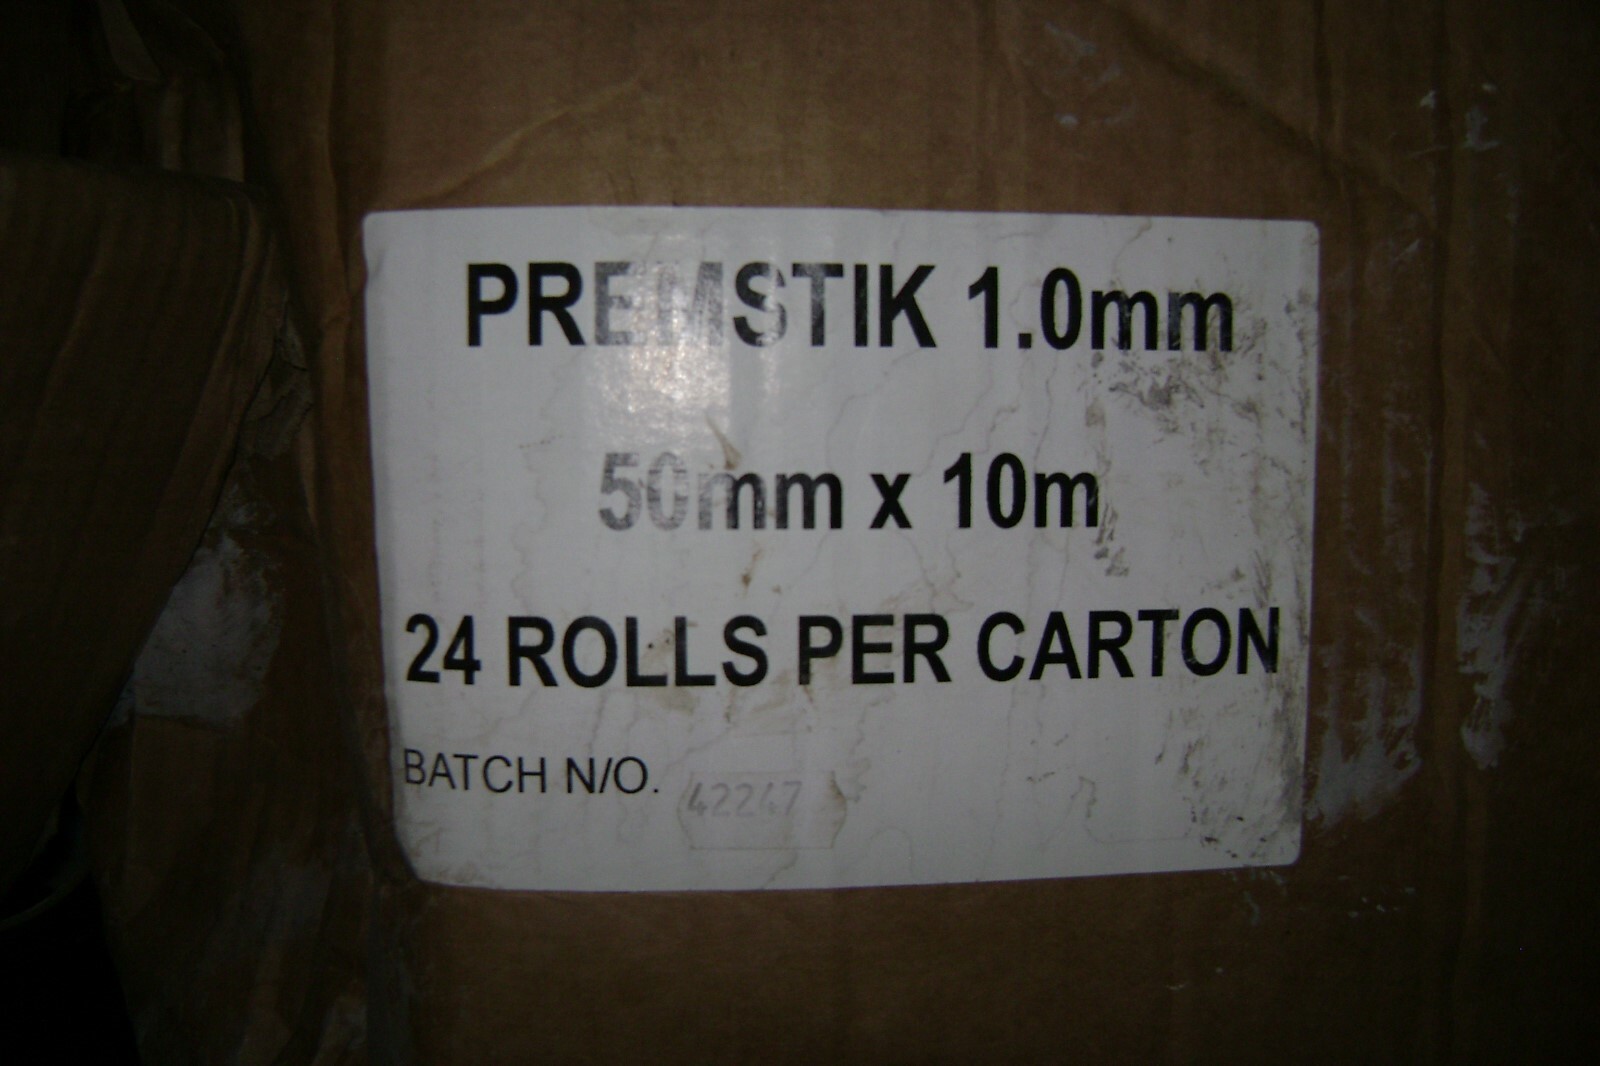 PREMSTIK 1.0mm
50mm x 10m
24 ROLLS PER CARTON
BATCH N/O. 42247